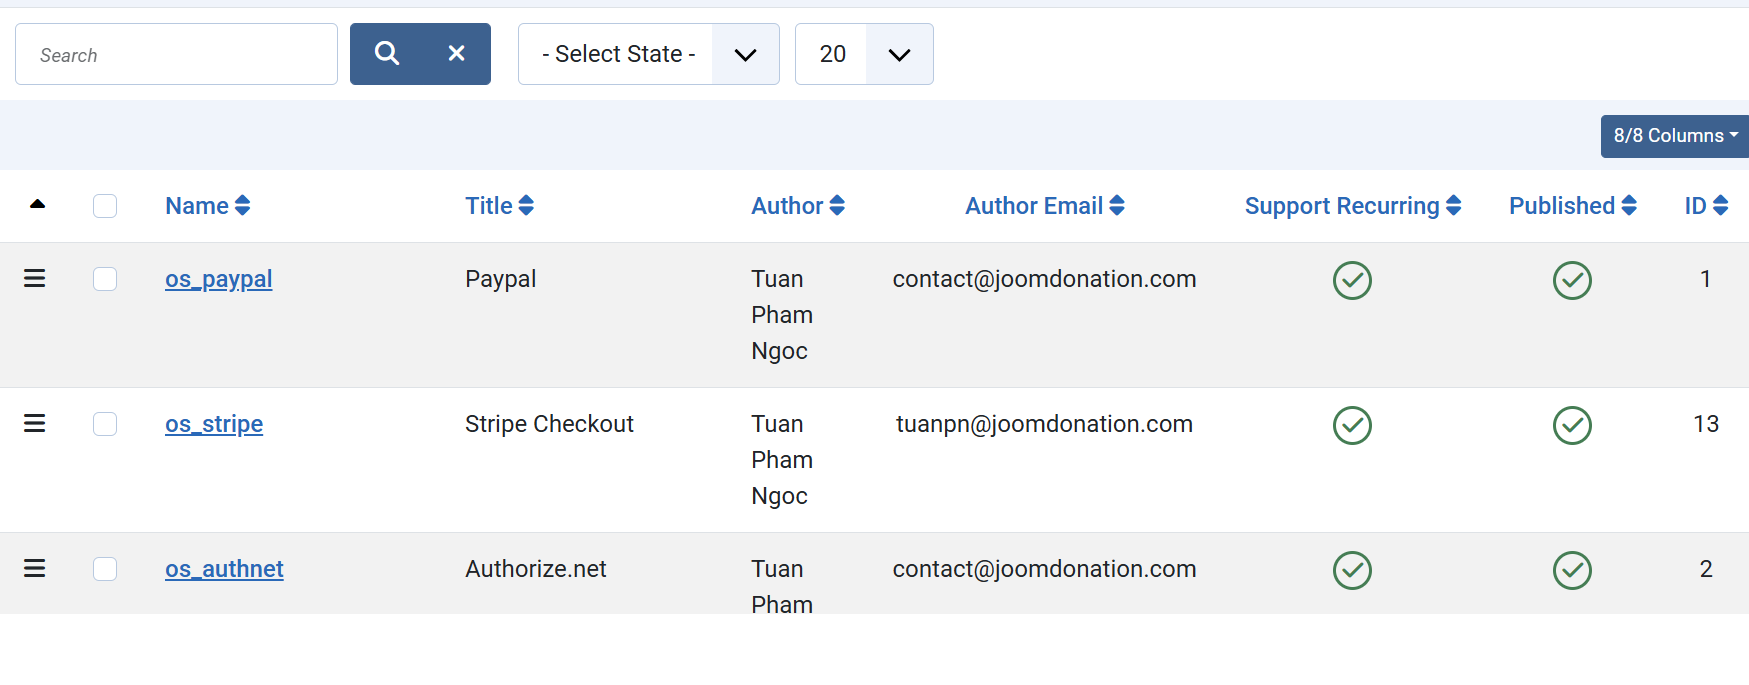 Search
- Select State -
20
8/8 Columns
Name Title Author Author Email Support Recurring Published ID
os_paypal Paypal Tuan Pham Ngoc contact@joomdonation.com 1
os_stripe Stripe Checkout Tuan Pham Ngoc tuanpn@joomdonation.com 13
os_authnet Authorize.net Tuan Pham contact@joomdonation.com 2